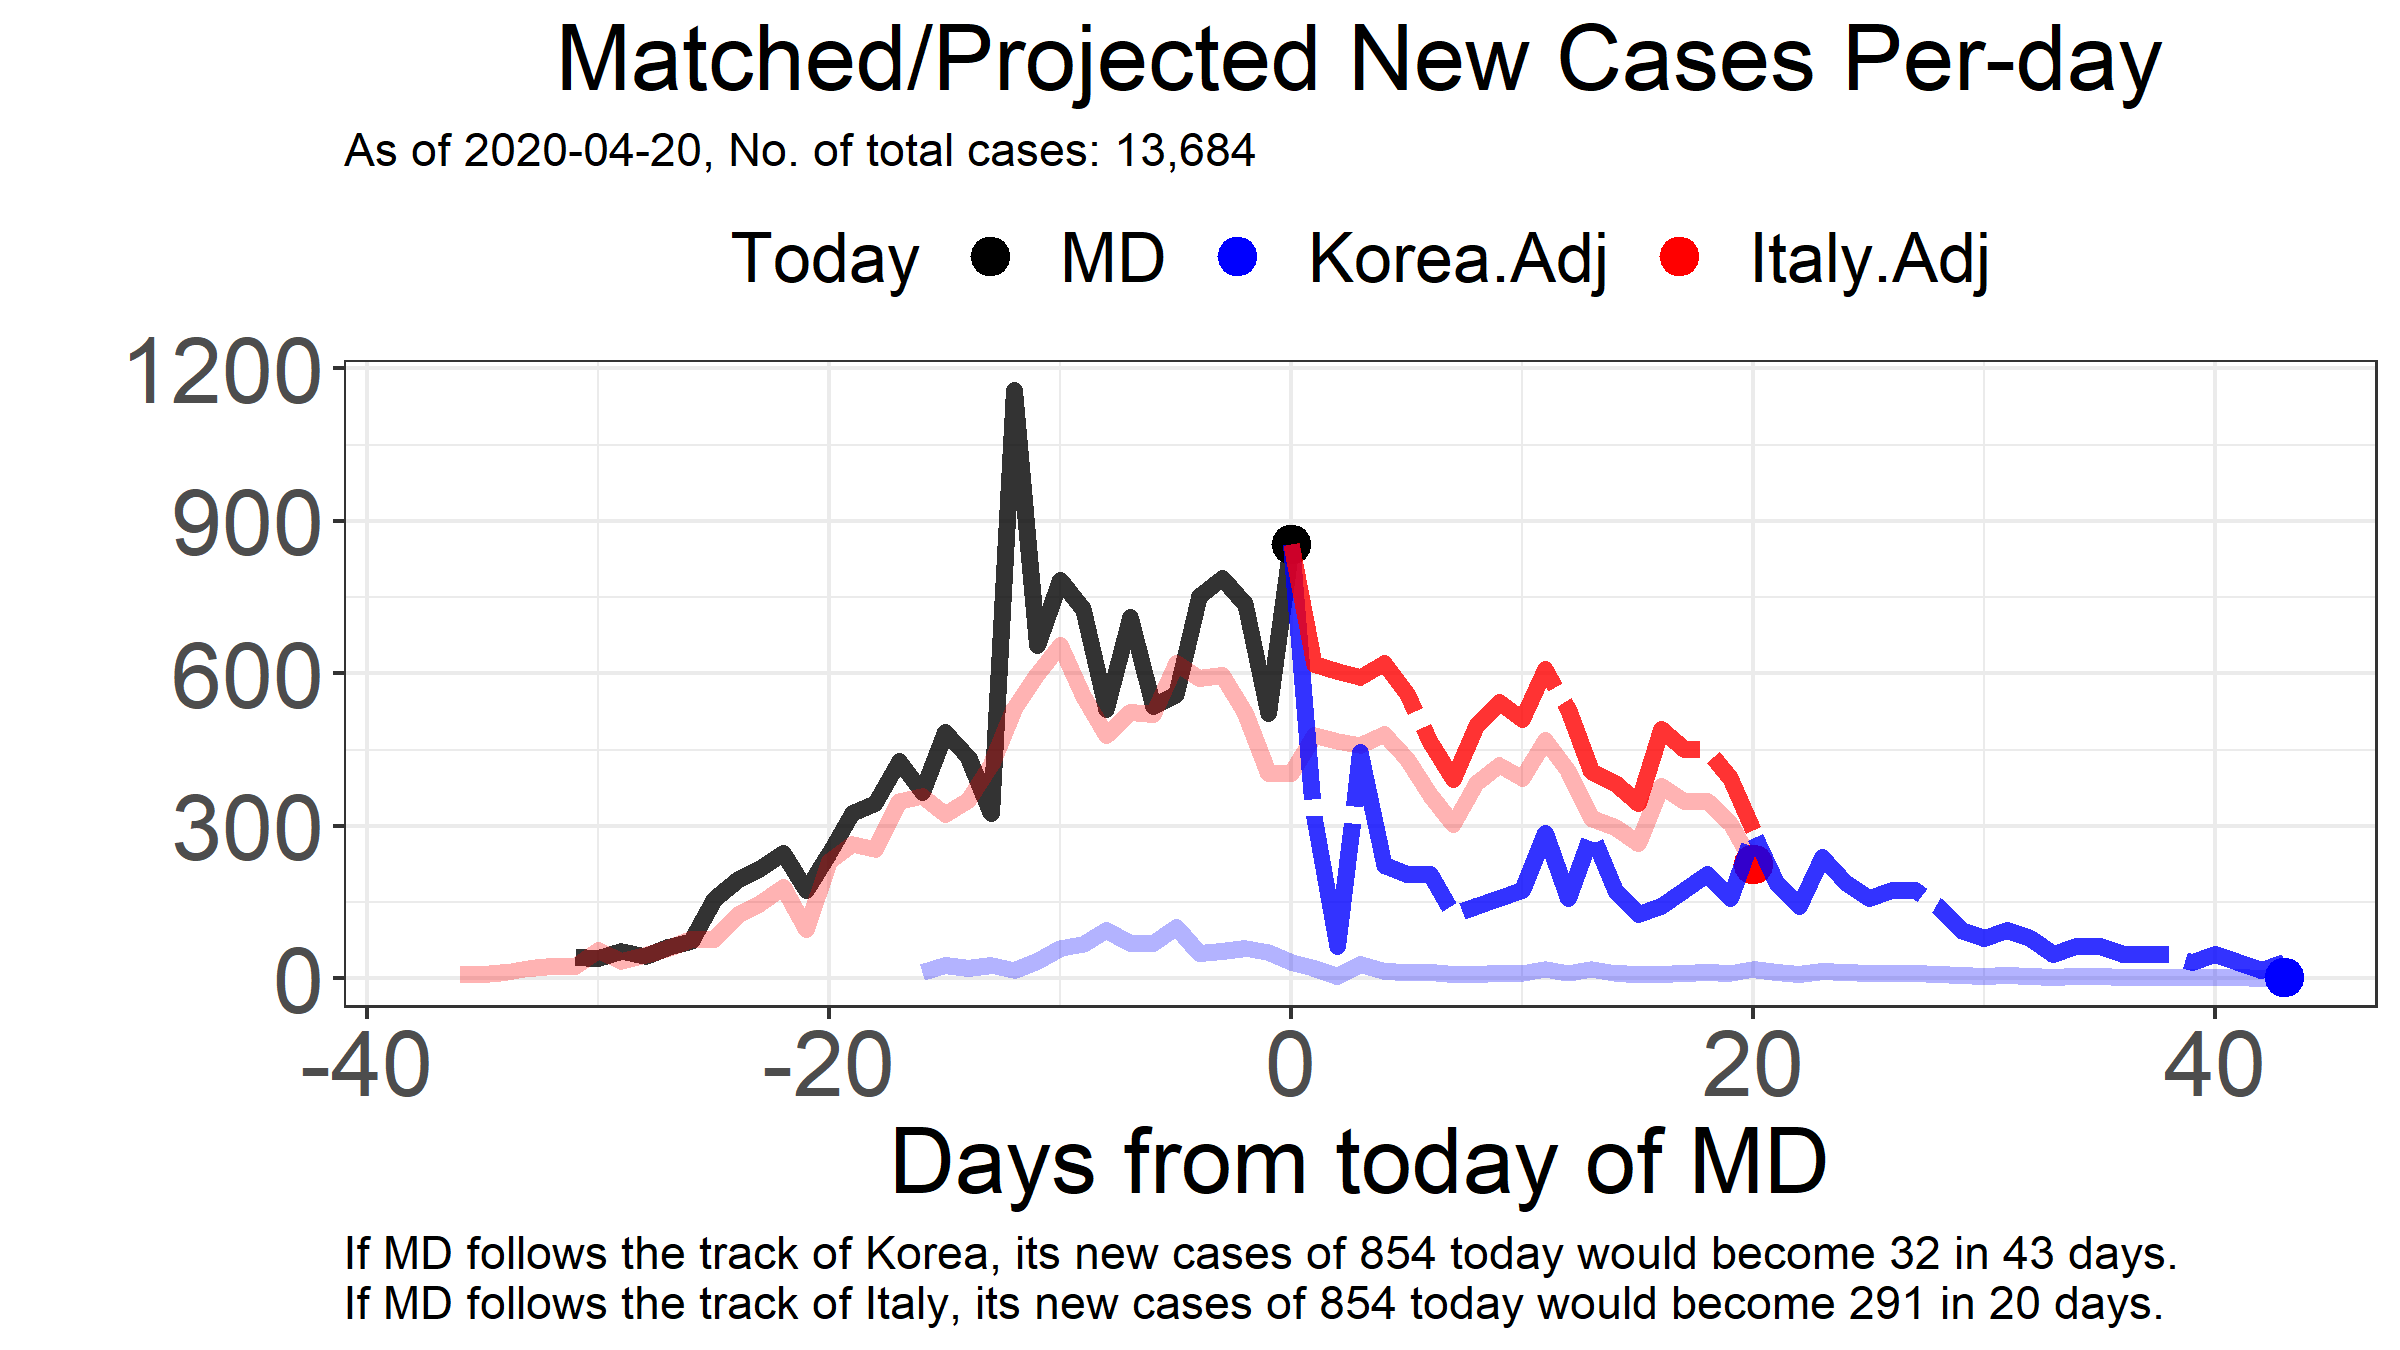 Matched/Projected New Cases Per-day
As of 2020-04-20, No. of total cases: 13,684
Today MD Korea.Adj Italy.Adj
1200
900
600
300
0
-40 -20 0 20 40
Days from today of MD
If MD follows the track of Korea, its new cases of 854 today would become 32 in 43 days.
If MD follows the track of Italy, its new cases of 854 today would become 291 in 20 days.